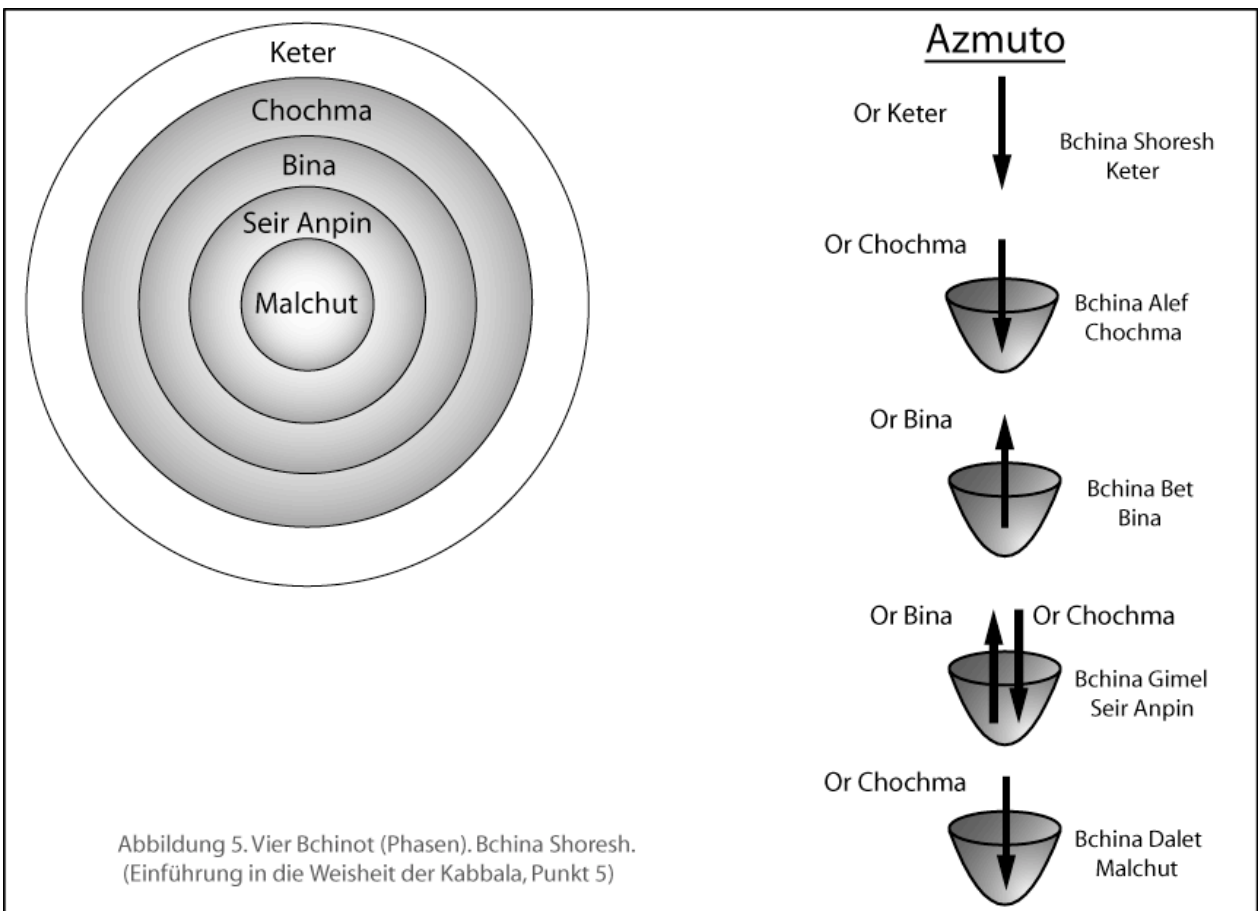 Keter
Chochma
Bina
Seir Anpin
Malchut
Azmuto
Or Keter
Bchina Shoresh
Keter
Or Chochma
Bchina Alef
Chochma
Or Bina
Bchina Bet
Bina
Or Bina
Or Chochma
Bchina Gimel
Seir Anpin
Or Chochma
Bchina Dalet
Malchut
Abbildung 5. Vier Bchinot (Phasen). Bchina Shoresh.
(Einführung in die Weisheit der Kabbala, Punkt 5)